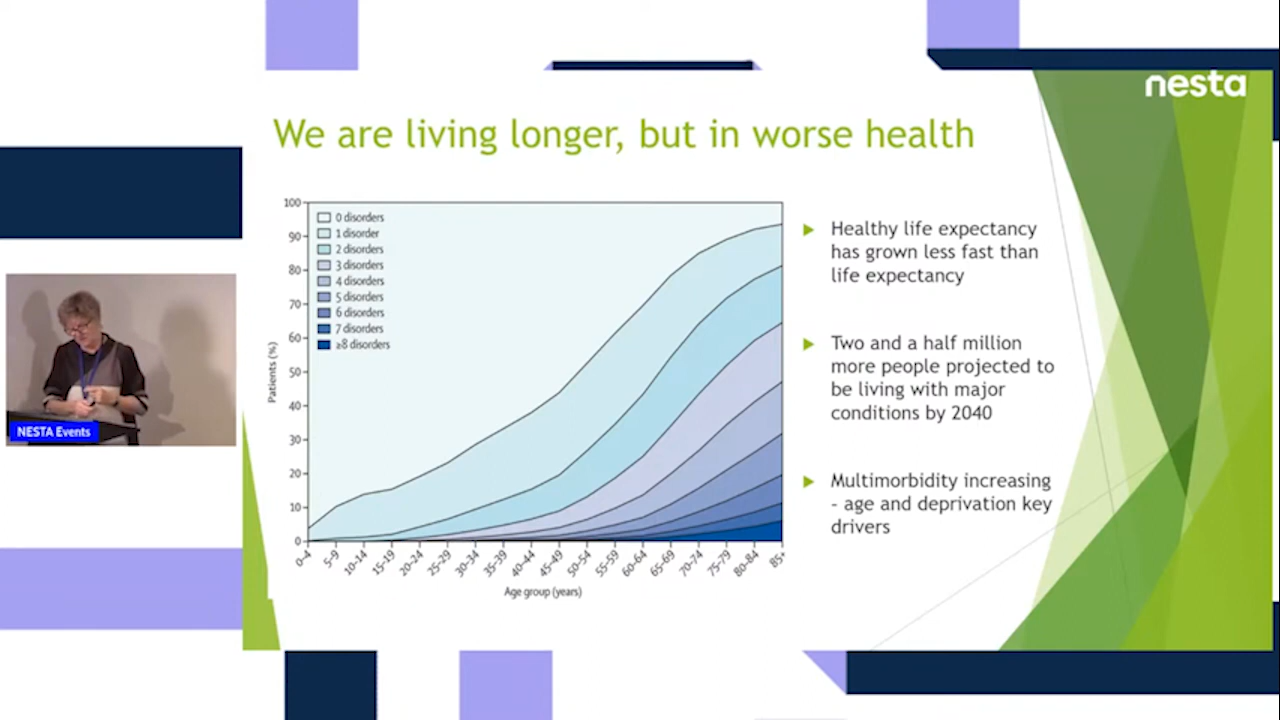 nesta
We are living longer, but in worse health
100
90
80
70
60
50
40
30
20
10
0
Patients (%)
0 disorders
1 disorder
2 disorders
3 disorders
4 disorders
5 disorders
6 disorders
7 disorders
≥8 disorders
0-4
5-9
10-14
15-19
20-24
25-29
30-34
35-39
40-44
45-49
50-54
55-59
60-64
65-69
70-74
75-79
80-84
85+
Age group (years)
Healthy life expectancy
has grown less fast than
life expectancy
Two and a half million
more people projected to
be living with major
conditions by 2040
Multimorbidity increasing
– age and deprivation key
drivers
NESTA Events